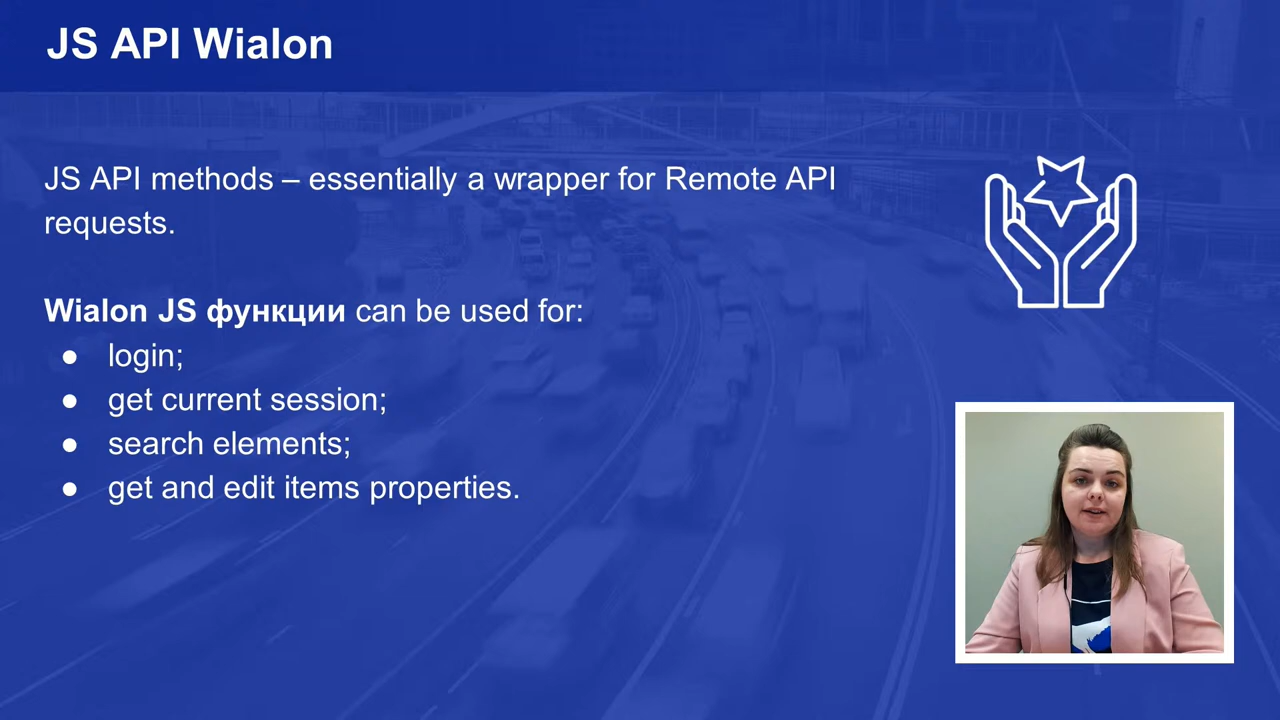 JS API Wialon
JS API methods – essentially a wrapper for Remote API
requests.
Wialon JS функции can be used for:
● login;
● get current session;
● search elements;
● get and edit items properties.